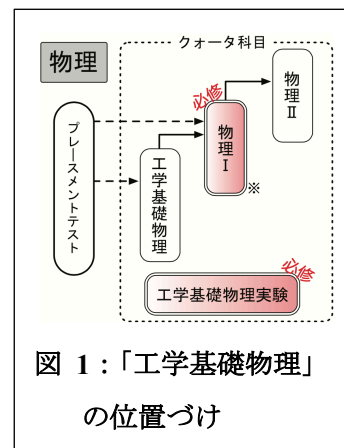 物理
クォータ科目
プレースメントテスト
工学基礎物理
必修
物理Ⅰ
※
物理Ⅱ
必修
工学基礎物理実験
図 1：「工学基礎物理」
の位置づけ